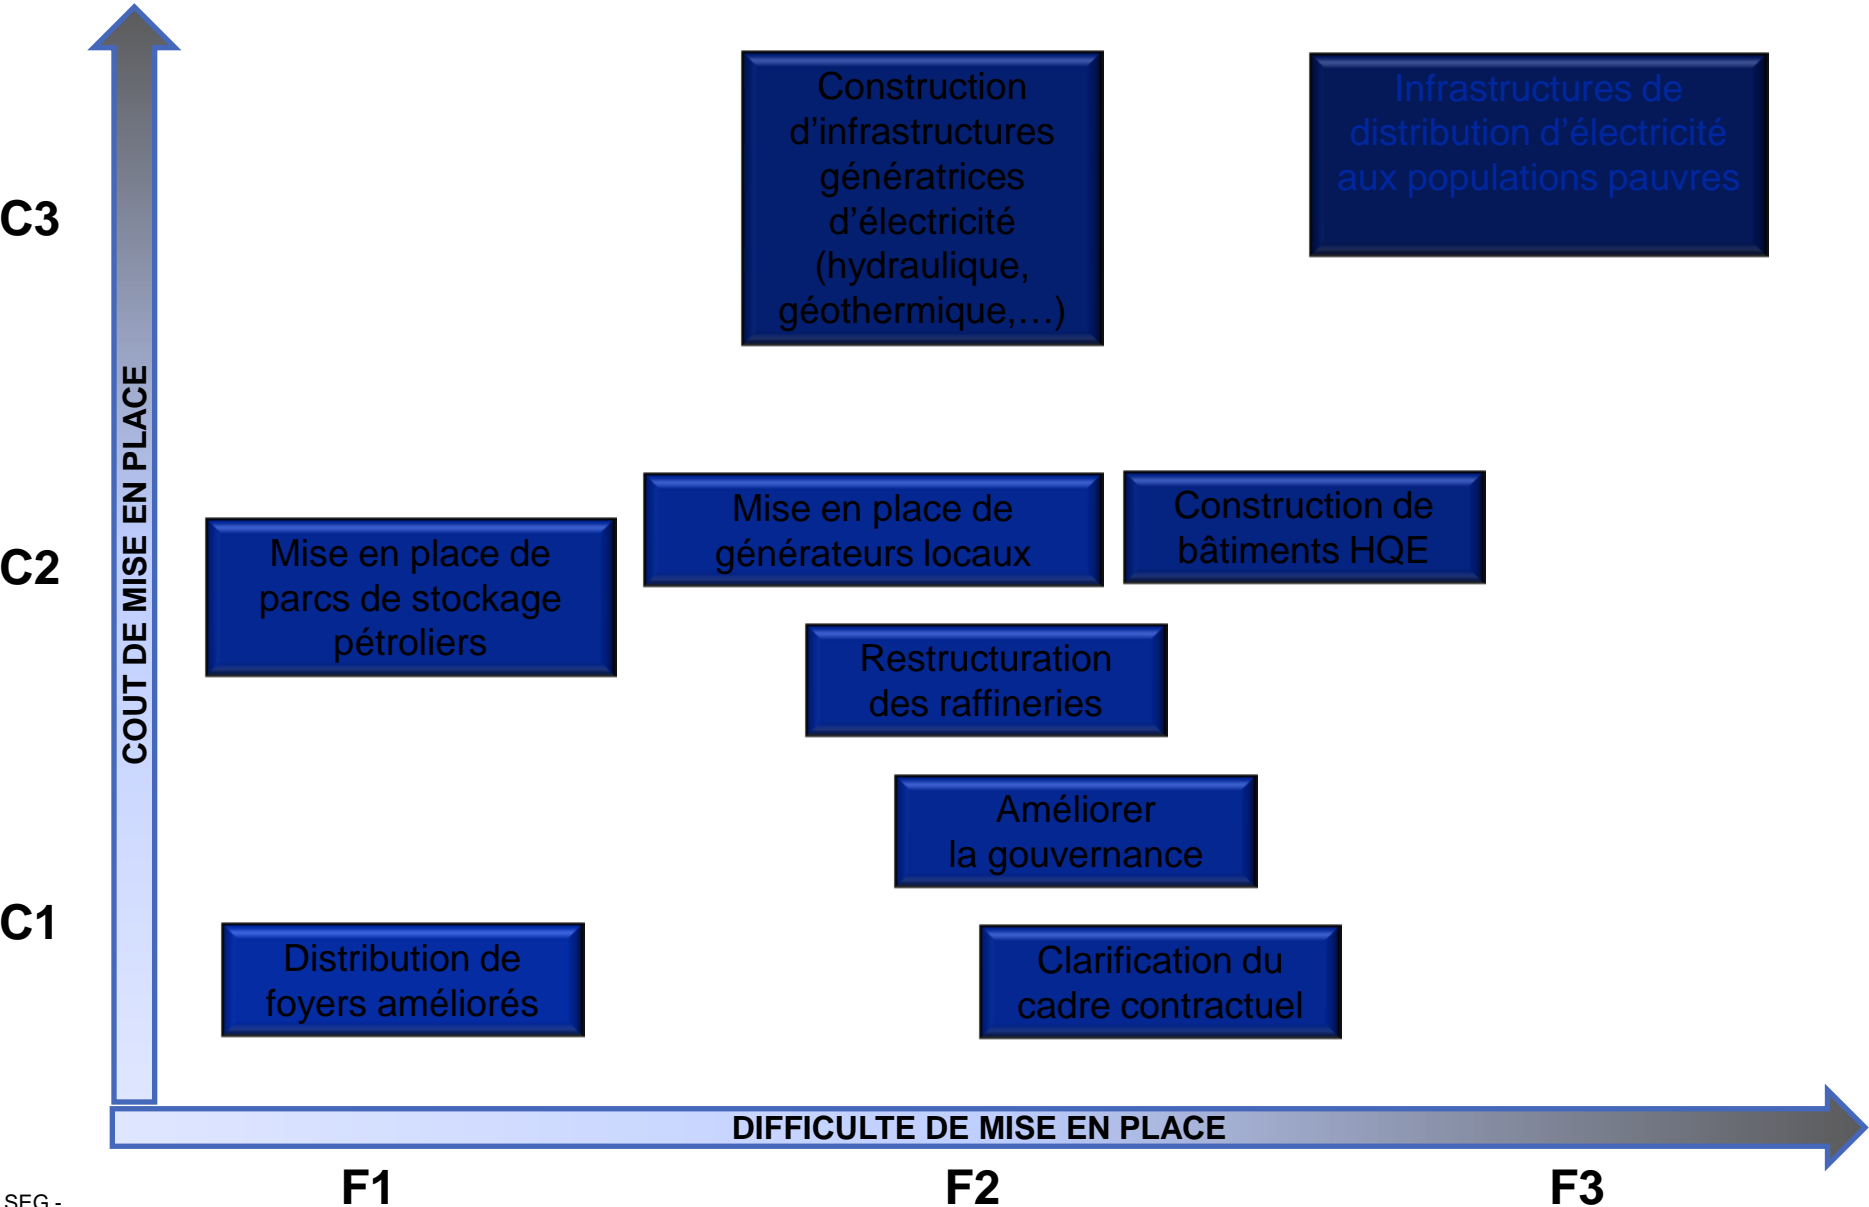 Construction
d’infrastructures
génératrices
d’électricité
(hydraulique,
géothermique,…)
Infrastructures de
distribution d’électricité
aux populations pauvres
C3
COUT DE MISE EN PLACE
Mise en place de
générateurs locaux
Construction de
bâtiments HQE
C2
Mise en place de
parcs de stockage
pétroliers
Restructuration
des raffineries
Améliorer
la gouvernance
C1
Distribution de
foyers améliorés
Clarification du
cadre contractuel
DIFFICULTE DE MISE EN PLACE
F1
F2
F3
SEG -